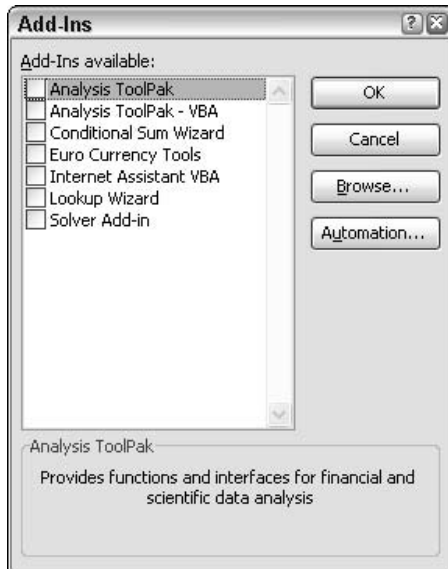 Add-Ins
Add-Ins available:
Analysis ToolPak
Analysis ToolPak - VBA
Conditional Sum Wizard
Euro Currency Tools
Internet Assistant VBA
Lookup Wizard
Solver Add-in
OK
Cancel
Browse...
Automation...
Analysis ToolPak
Provides functions and interfaces for financial and
scientific data analysis